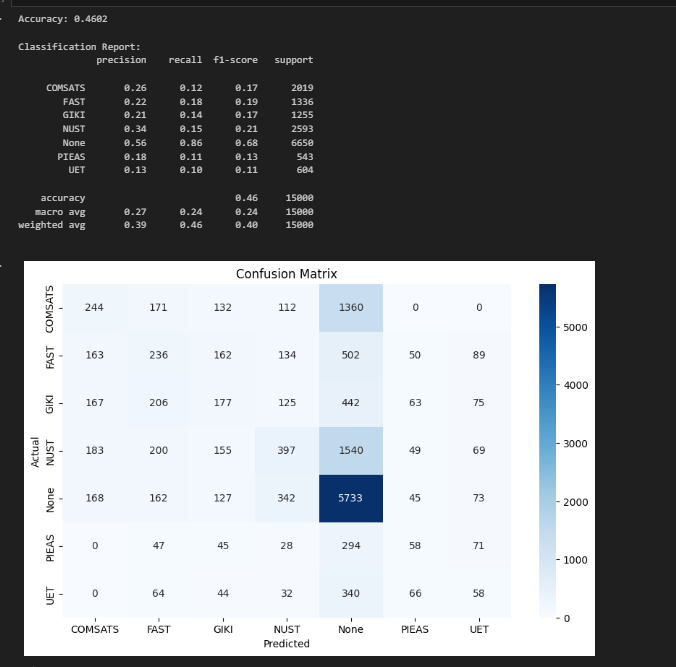 Accuracy: 0.4602
Classification Report:
precision recall f1-score support
COMSATS 0.26 0.12 0.17 2019
FAST 0.22 0.18 0.19 1336
GIKI 0.21 0.14 0.17 1255
NUST 0.34 0.15 0.21 2593
None 0.56 0.86 0.68 6650
PIEAS 0.18 0.11 0.13 543
UET 0.13 0.10 0.11 604
accuracy 0.46 15000
macro avg 0.27 0.24 0.24 15000
weighted avg 0.39 0.46 0.40 15000
Confusion Matrix
COMSATS 244 171 132 112 1360 0 0
FAST 163 236 162 134 502 50 89
GIKI 167 206 177 125 442 63 75
NUST 183 200 155 397 1540 49 69
None 168 162 127 342 5733 45 73
PIEAS 0 47 45 28 294 58 71
UET 0 64 44 32 340 66 58
COMSATS FAST GIKI NUST None PIEAS UET
Predicted
Actual
5000
4000
3000
2000
1000
0